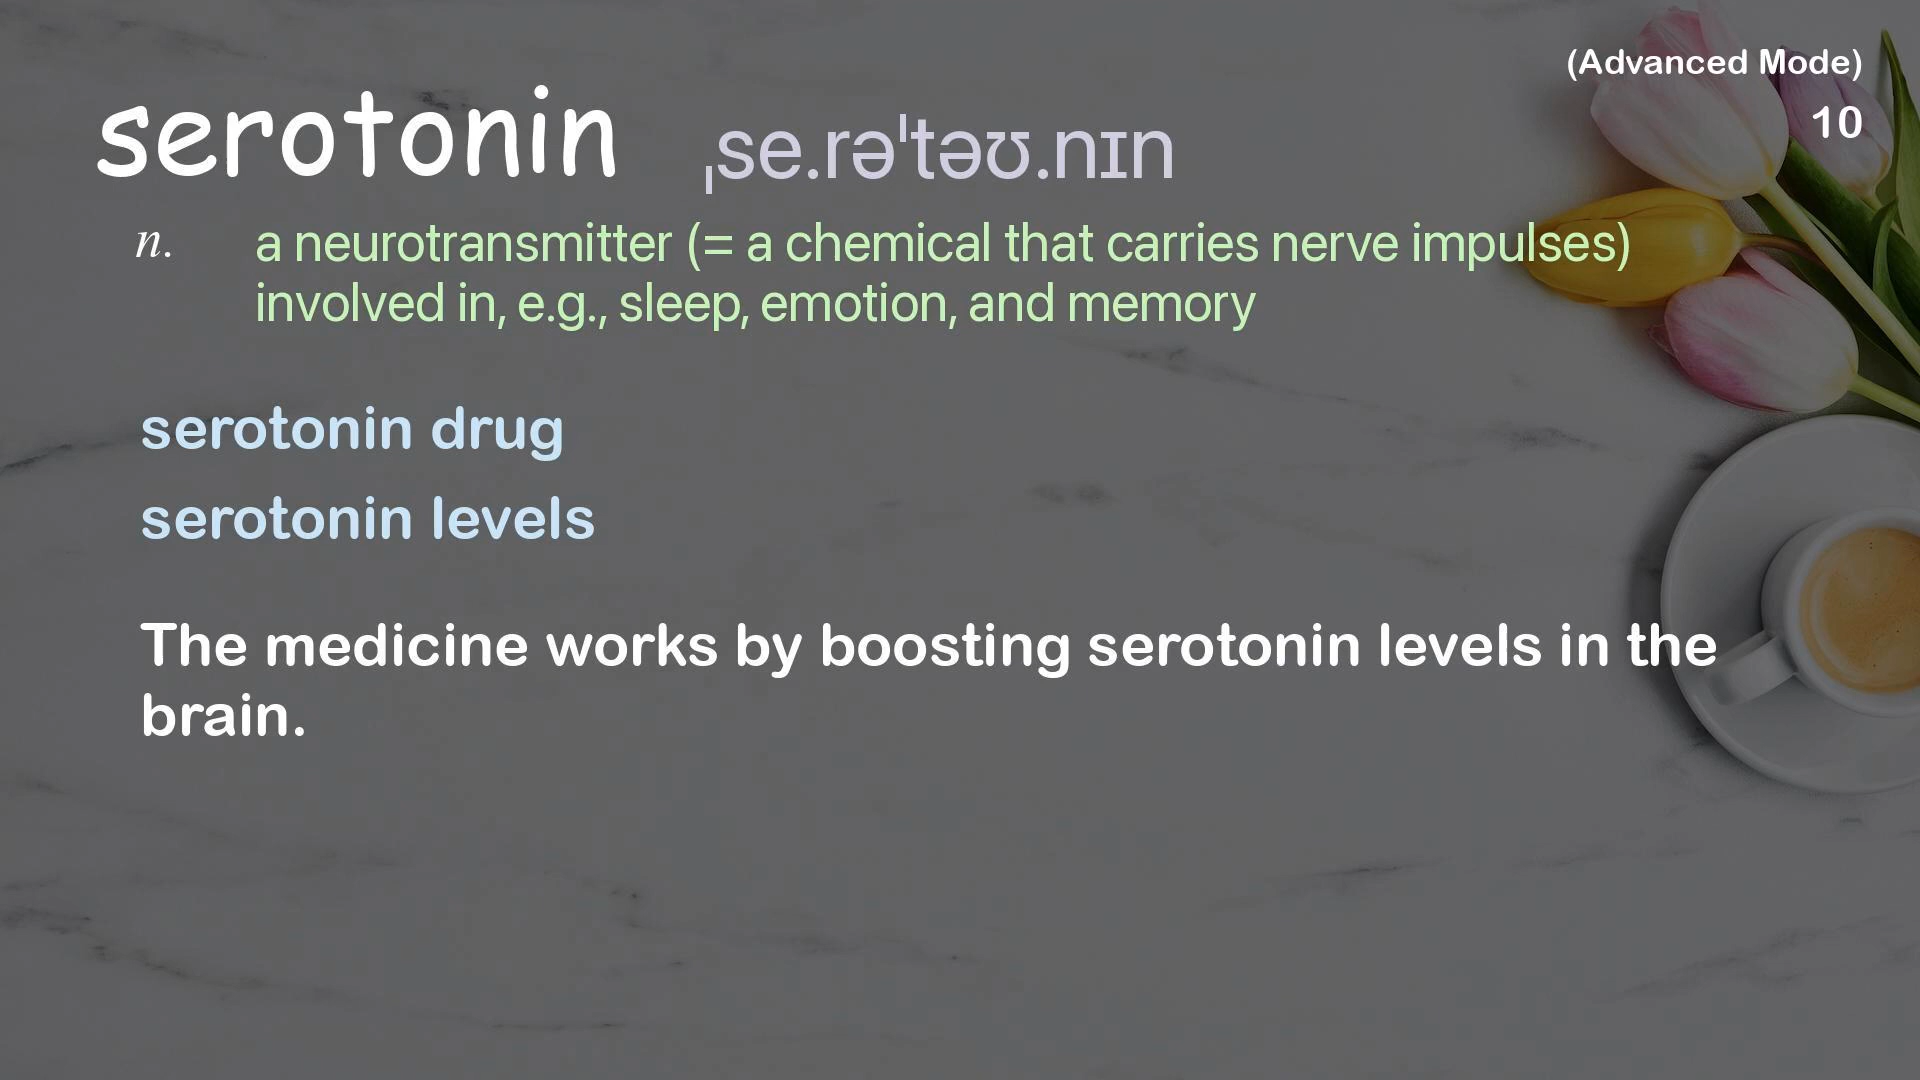 (Advanced Mode)
serotonin ˌse.rəˈtəʊ.nɪn
10
n. a neurotransmitter (= a chemical that carries nerve impulses)
involved in, e.g., sleep, emotion, and memory
serotonin drug
serotonin levels
The medicine works by boosting serotonin levels in the
brain.